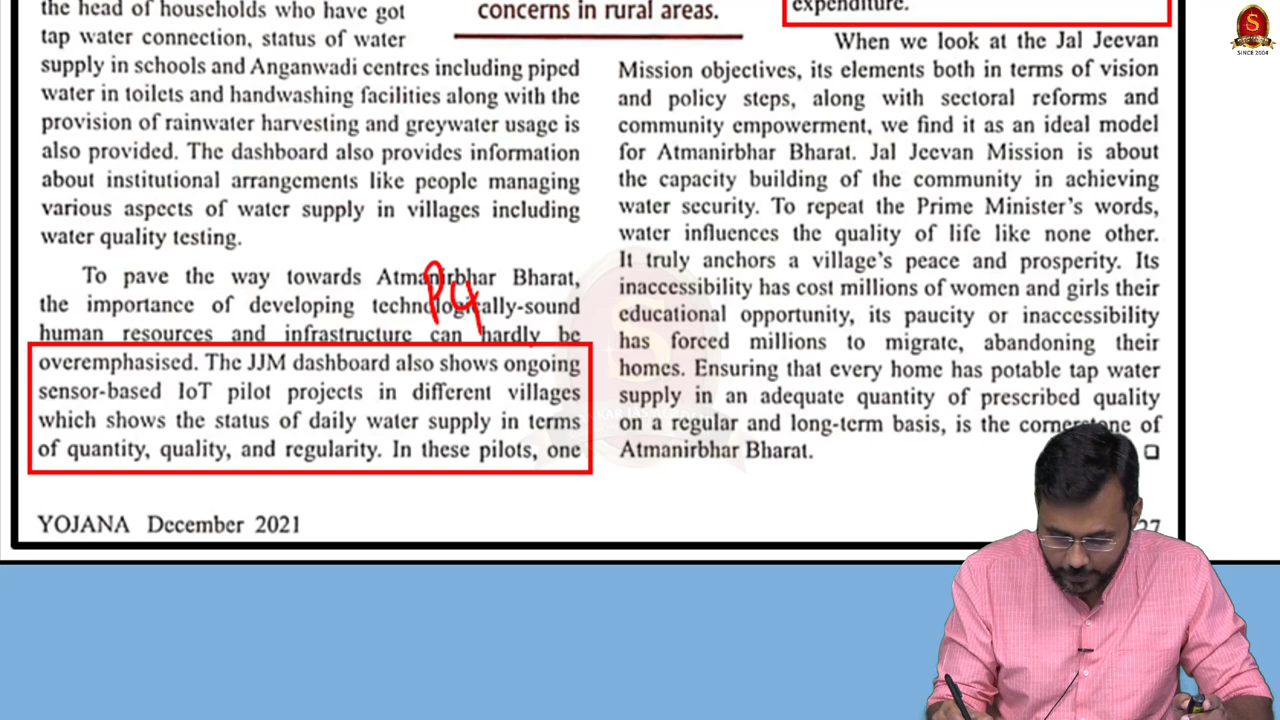 the head of households who have got
tap water connection, status of water
supply in schools and Anganwadi centres including piped
water in toilets and handwashing facilities along with the
provision of rainwater harvesting and greywater usage is
also provided. The dashboard also provides information
about institutional arrangements like people managing
various aspects of water supply in villages including
water quality testing.
To pave the way towards Atmanirbhar Bharat,
the importance of developing technologically-sound
human resources and infrastructure can hardly be
overemphasised. The JJM dashboard also shows ongoing
sensor-based IoT pilot projects in different villages
which shows the status of daily water supply in terms
of quantity, quality, and regularity. In these pilots, one
P4
concerns in rural areas.
expenditure.
When we look at the Jal Jeevan
Mission objectives, its elements both in terms of vision
and policy steps, along with sectoral reforms and
community empowerment, we find it as an ideal model
for Atmanirbhar Bharat. Jal Jeevan Mission is about
the capacity building of the community in achieving
water security. To repeat the Prime Minister's words,
water influences the quality of life like none other.
It truly anchors a village's peace and prosperity. Its
inaccessibility has cost millions of women and girls their
educational opportunity, its paucity or inaccessibility
has forced millions to migrate, abandoning their
homes. Ensuring that every home has potable tap water
supply in an adequate quantity of prescribed quality
on a regular and long-term basis, is the cornerstone of
Atmanirbhar Bharat.
YOJANA December 2021
27
S
SINCE 2004